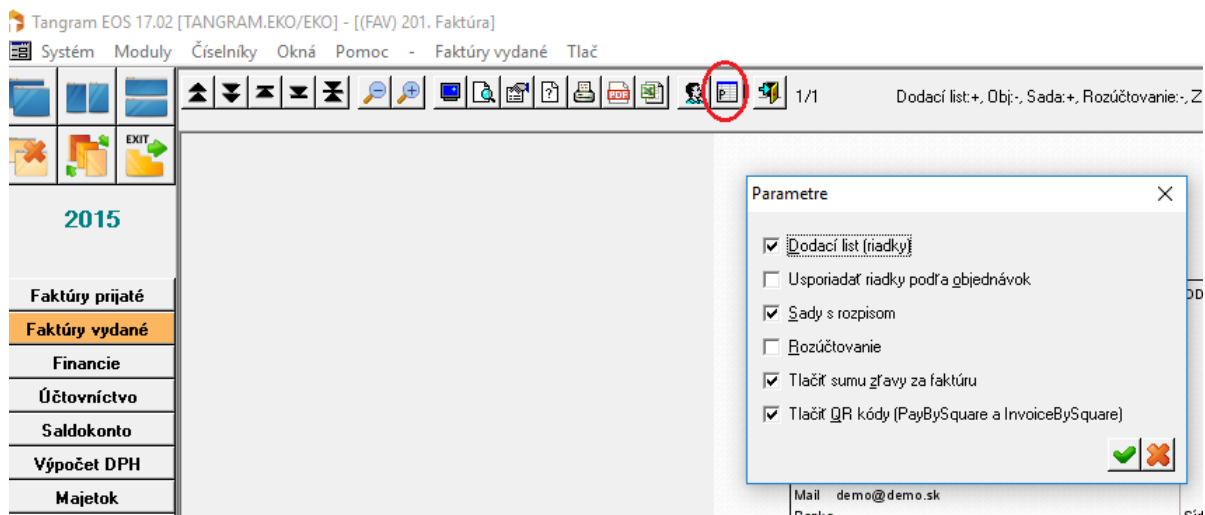 Tangram EOS 17.02 [TANGRAM.EKO/EKO] - [(FAV) 201. Faktúra]
Systém Moduly Číselníky Okná Pomoc - Faktúry vydané Tlač
1/1 Dodací list:+, Obj:-, Sada:+, Rozúčtovanie:-, Z
EXIT
P
PDF
2015
Faktúry prijaté
Faktúry vydané
Financie
Účtovníctvo
Saldokonto
Výpočet DPH
Majetok
Parametre
Dodací list (riadky)
Usporiadať riadky podľa objednávok
Sady s rozpisom
Rozúčtovanie
Tlačiť sumu zľavy za faktúru
Tlačiť QR kódy (PayBySquare a InvoiceBySquare)
Mail demo@demo.sk